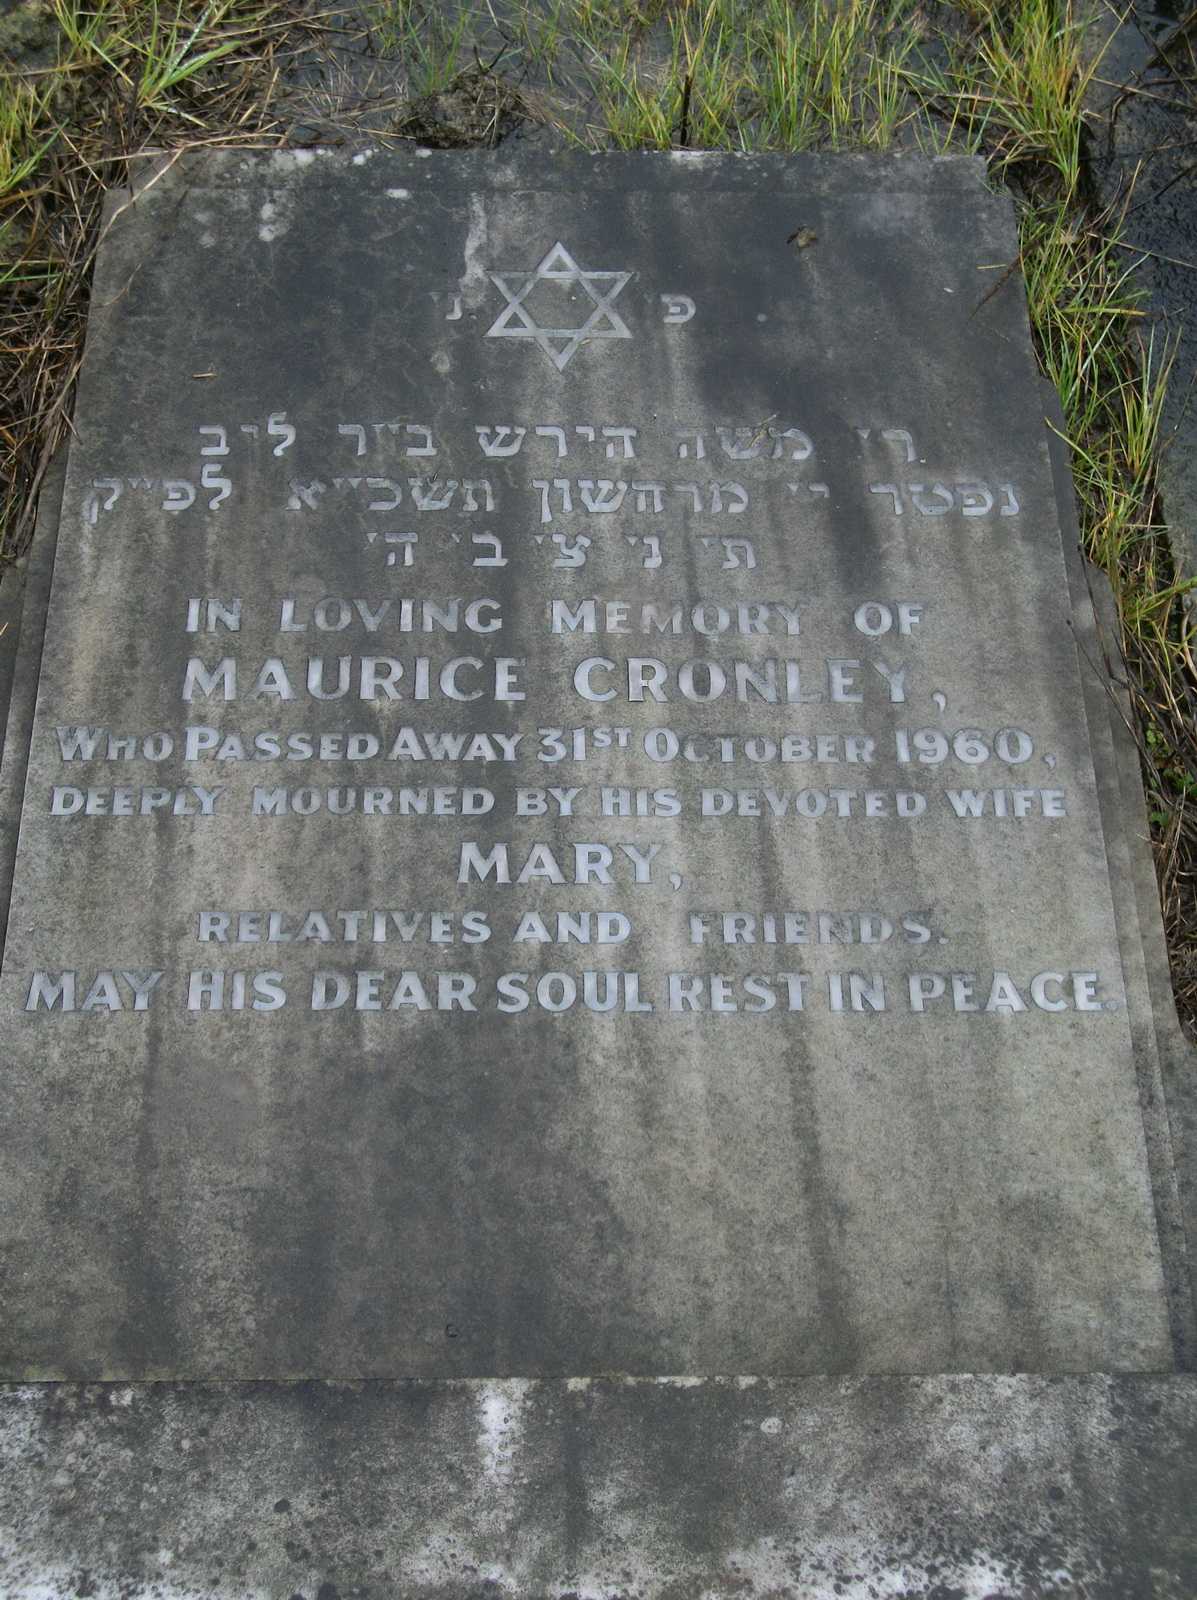 פ' נ'
ר' משה הירש ב"ר ליב
נפטר י' מרחשון תשכ"א לפ"ק
ת' נ' צ' ב' ה'
IN LOVING MEMORY OF
MAURICE CRONLEY,
WHO PASSED AWAY 31ST OCTOBER 1960,
DEEPLY MOURNED BY HIS DEVOTED WIFE
MARY,
RELATIVES AND FRIENDS.
MAY HIS DEAR SOUL REST IN PEACE.